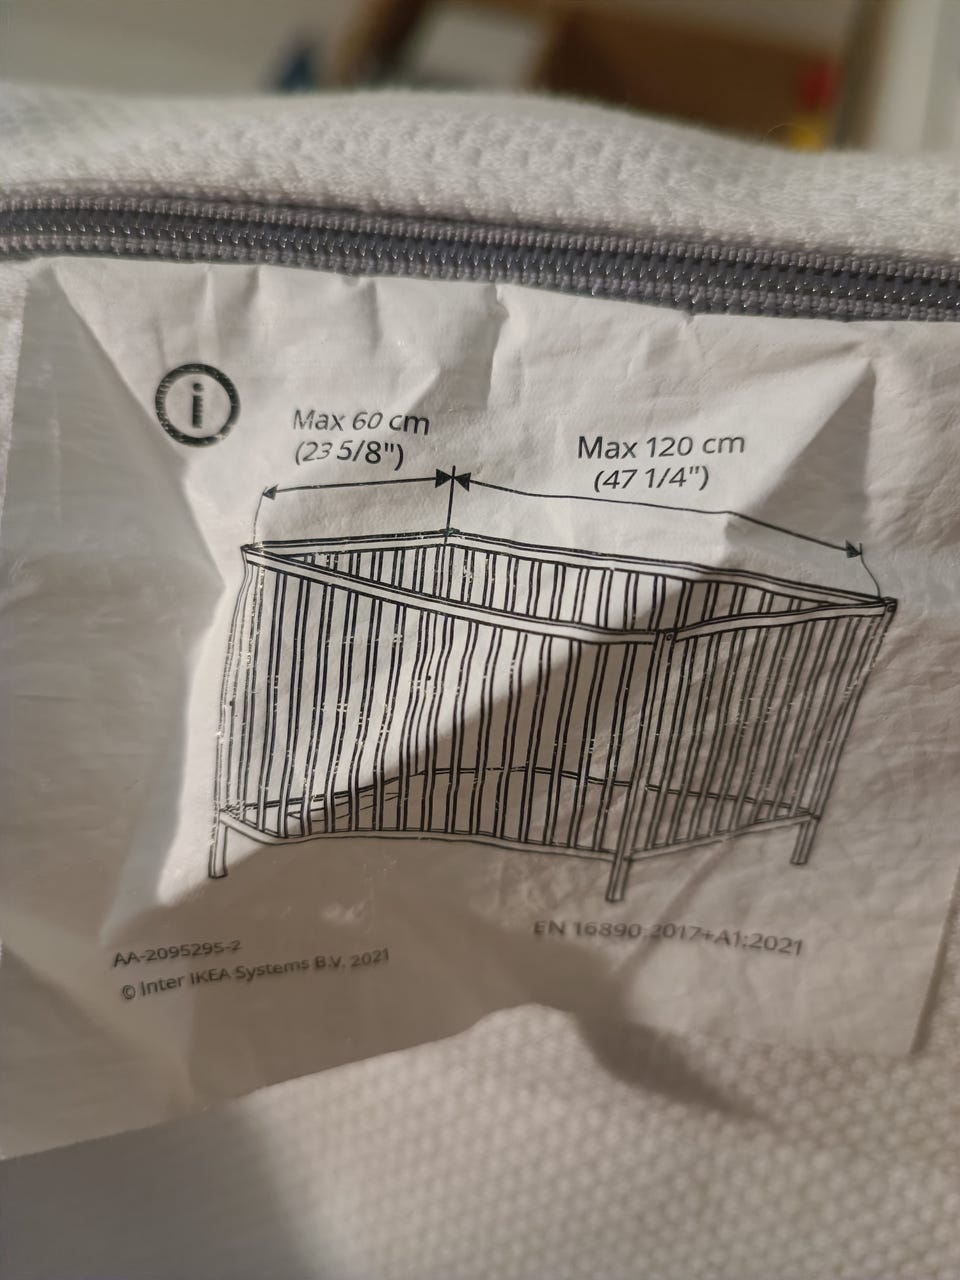 i
Max 60 cm
(23 5/8")
Max 120 cm
(47 1/4")
AA-2095295-2
© Inter IKEA Systems B.V. 2021
EN 16890:2017+A1:2021